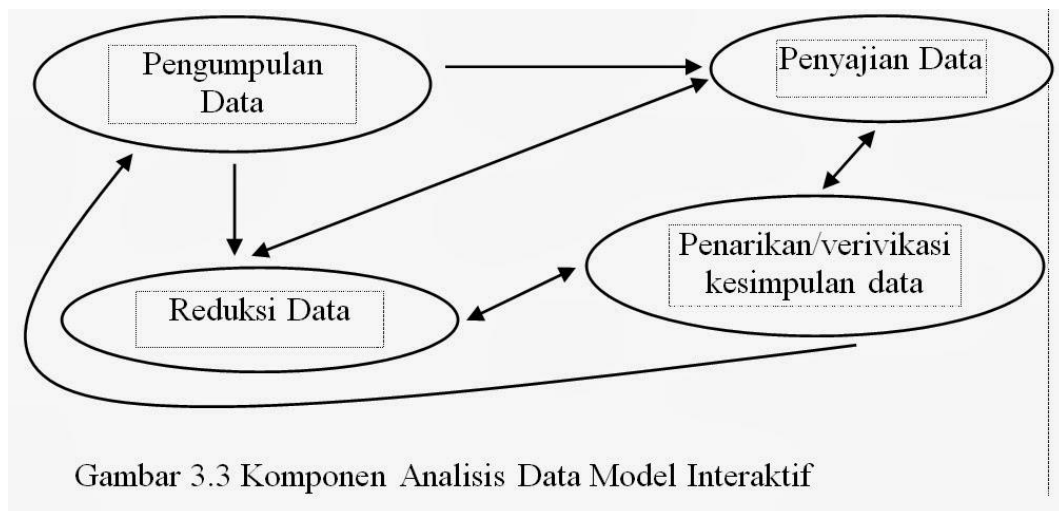 Pengumpulan
Data
Penyajian Data
Penarikan/verivikasi
kesimpulan data
Reduksi Data
Gambar 3.3 Komponen Analisis Data Model Interaktif